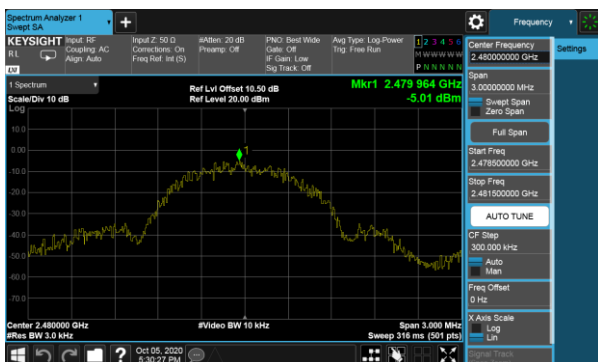 Spectrum Analyzer 1
Swept SA
+
Frequency
KEYSIGHT
Input: RF
Coupling: AC
Align: Auto
Input Z: 50 Ω
Corrections: On
Freq Ref: Int (S)
#Atten: 20 dB
Preamp: Off
PNO: Best Wide
Gate: Off
IF Gain: Low
Sig Track: Off
Avg Type: Log-Power
Trig: Free Run
1 2 3 4 5 6
M W W W W W
P N N N N N
RL
LXI
1 Spectrum
Scale/Div 10 dB
Log
Ref Lvl Offset 10.50 dB
Ref Level 20.00 dBm
Mkr1 2.479 964 GHz
-5.01 dBm
10.0
0.00
-10.0
-20.0
-30.0
-40.0
-50.0
-60.0
-70.0
1
Center 2.480000 GHz
#Res BW 3.0 kHz
#Video BW 10 kHz
Span 3.000 MHz
Sweep 316 ms (501 pts)
Oct 05, 2020
5:30:27 PM
Center Frequency
2.480000000 GHz
Settings
Span
3.00000000 MHz
Swept Span
Zero Span
Full Span
Start Freq
2.478500000 GHz
Stop Freq
2.481500000 GHz
AUTO TUNE
CF Step
300.000 kHz
Auto
Man
Freq Offset
0 Hz
X Axis Scale
Log
Lin
Signal Track